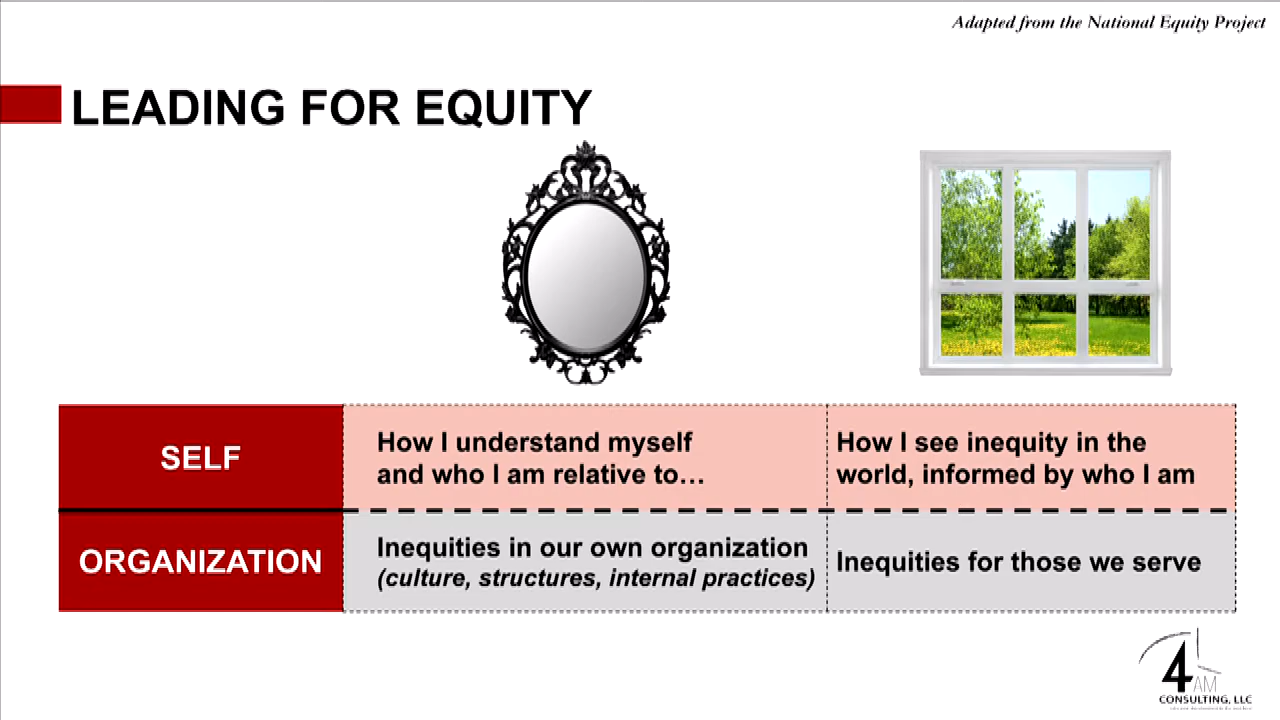 Adapted from the National Equity Project
LEADING FOR EQUITY
SELF
How I understand myself
and who I am relative to...
How I see inequity in the
world, informed by who I am
ORGANIZATION
Inequities in our own organization
(culture, structures, internal practices)
Inequities for those we serve
4
AM
CONSULTING, LLC